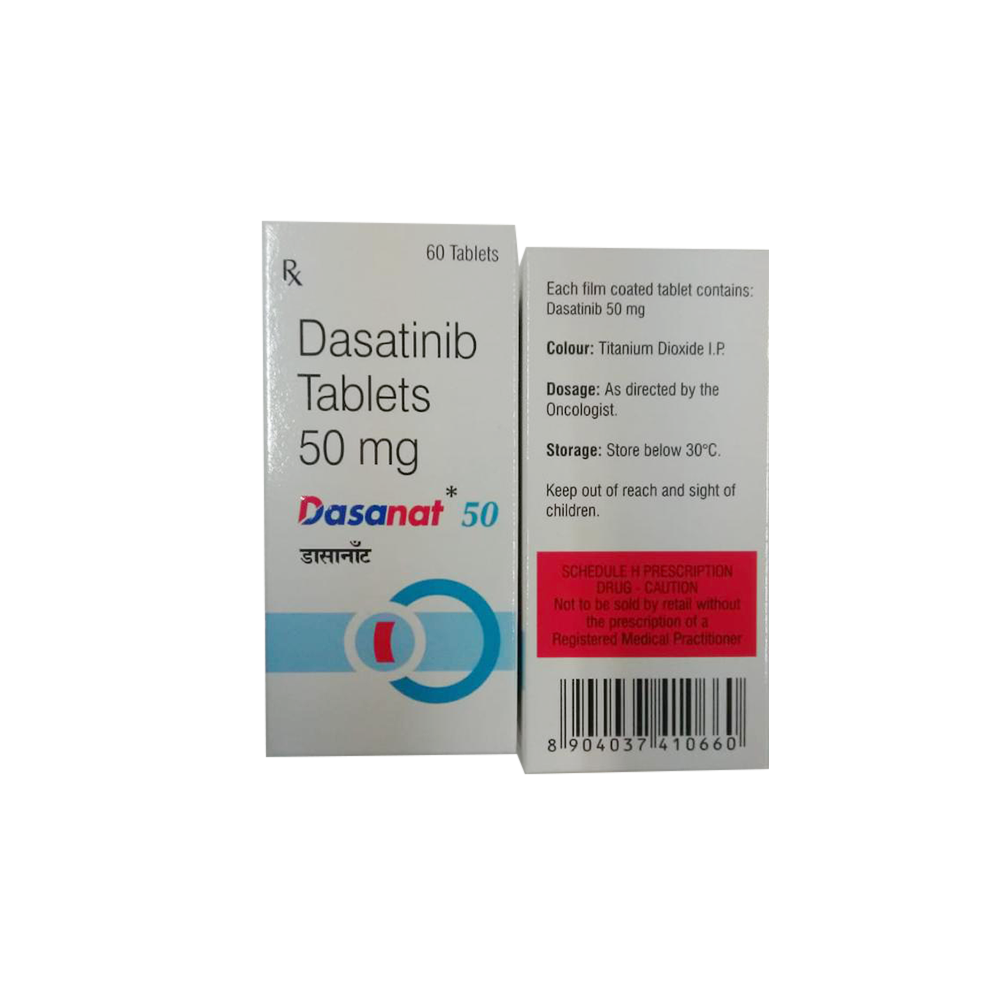 60 Tablets
Rx
Dasatinib
Tablets
50 mg
Dasanat* 50
डासानॉट
Each film coated tablet contains:
Dasatinib 50 mg
Colour: Titanium Dioxide I.P.
Dosage: As directed by the
Oncologist.
Storage: Store below 30°C.
Keep out of reach and sight of
children.
SCHEDULE H PRESCRIPTION
DRUG - CAUTION
Not to be sold by retail without
the prescription of a
Registered Medical Practitioner
8 904037 410660